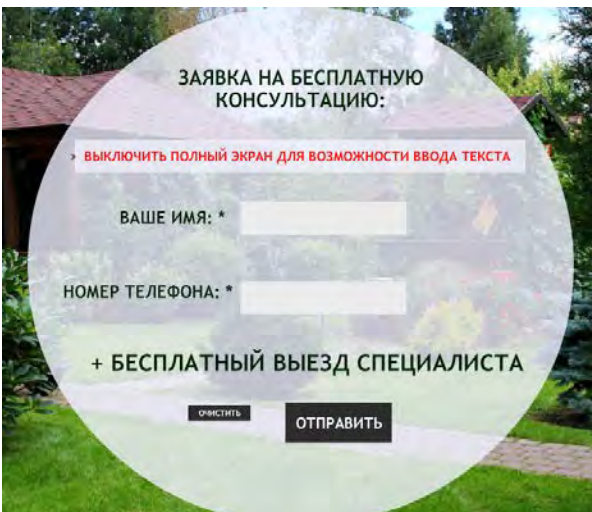 ЗАЯВКА НА БЕСПЛАТНУЮ
КОНСУЛЬТАЦИЮ:
> ВЫКЛЮЧИТЬ ПОЛНЫЙ ЭКРАН ДЛЯ ВОЗМОЖНОСТИ ВВОДА ТЕКСТА
ВАШЕ ИМЯ: *
НОМЕР ТЕЛЕФОНА: *
+ БЕСПЛАТНЫЙ ВЫЕЗД СПЕЦИАЛИСТА
ОЧИСТИТЬ
ОТПРАВИТЬ